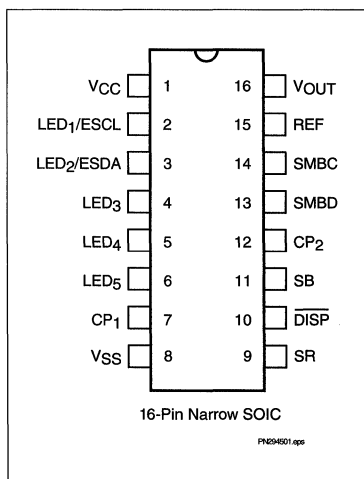 VCC 1 16 VOUT
LED1/ESCL 2 15 REF
LED2/ESDA 3 14 SMBC
LED3 4 13 SMBD
LED4 5 12 CP2
LED5 6 11 SB
CP1 7 10 DISP
VSS 8 9 SR
16-Pin Narrow SOIC
PN294501.eps